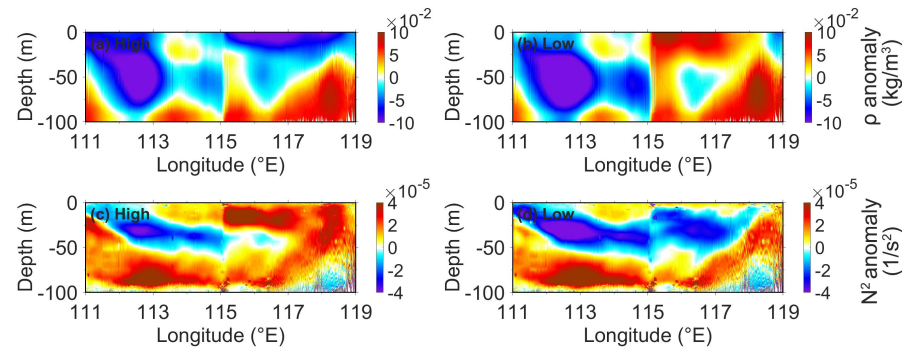 (a) High
Depth (m)
0
-50
-100
111 113 115 117 119
Longitude (°E)
×10⁻²
10
5
0
-5
-10
(b) Low
Depth (m)
0
-50
-100
111 113 115 117 119
Longitude (°E)
×10⁻²
10
5
0
-5
-10
ρ anomaly
(kg/m³)
(c) High
Depth (m)
0
-50
-100
111 113 115 117 119
Longitude (°E)
×10⁻⁵
4
2
0
-2
-4
(d) Low
Depth (m)
0
-50
-100
111 113 115 117 119
Longitude (°E)
×10⁻⁵
4
2
0
-2
-4
N² anomaly
(1/s²)